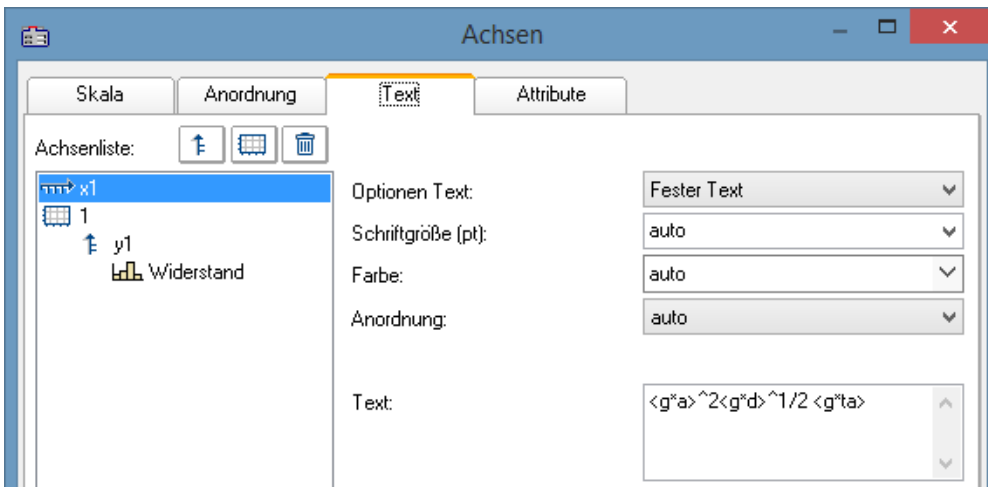 Achsen
Skala
Anordnung
Text
Attribute
Achsenliste:
x1
1
y1
Widerstand
Optionen Text:
Fester Text
Schriftgröße (pt):
auto
Farbe:
auto
Anordnung:
auto
Text:
<g*a>^2<g*d>^1/2 <g*ta>